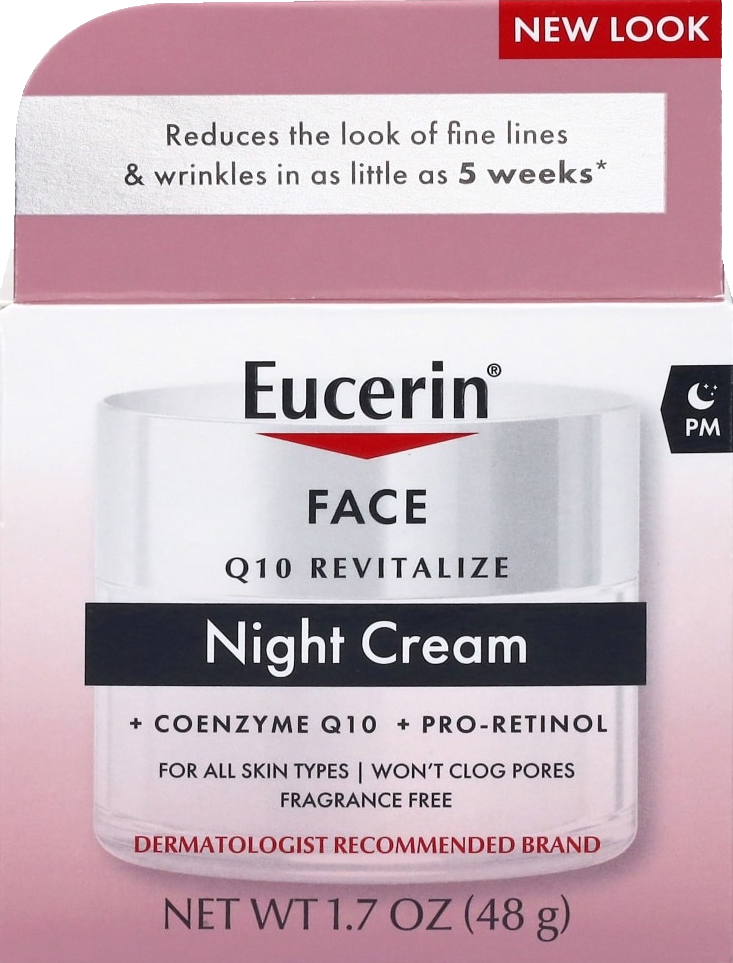 NEW LOOK
Reduces the look of fine lines
& wrinkles in as little as 5 weeks*
Eucerin®
PM
FACE
Q10 REVITALIZE
Night Cream
+ COENZYME Q10 + PRO-RETINOL
FOR ALL SKIN TYPES | WON'T CLOG PORES
FRAGRANCE FREE
DERMATOLOGIST RECOMMENDED BRAND
NET WT 1.7 OZ (48 g)